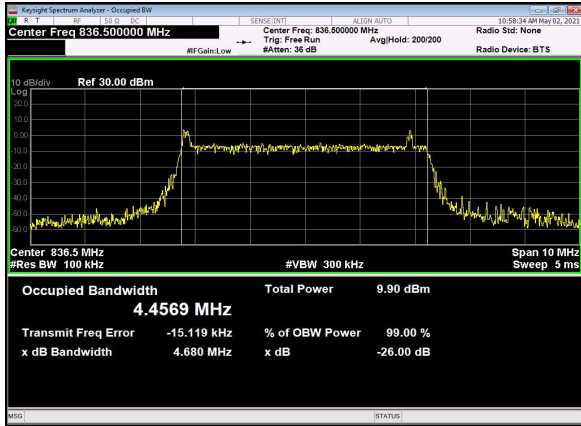 Keysight Spectrum Analyzer - Occupied BW
R T RF 50 Ω DC SENSE:INT ALIGN AUTO 10:58:34 AM May 02, 2021
Center Freq 836.500000 MHz Center Freq: 836.500000 MHz Radio Std: None
Trig: Free Run Avg|Hold: 200/200
#IFGain:Low #Atten: 36 dB Radio Device: BTS
10 dB/div Ref 30.00 dBm
Log
20.0
10.0
0.00
-10.0
-20.0
-30.0
-40.0
-50.0
-60.0
Center 836.5 MHz Span 10 MHz
#Res BW 100 kHz #VBW 300 kHz Sweep 5 ms
Occupied Bandwidth Total Power 9.90 dBm
4.4569 MHz
Transmit Freq Error -15.119 kHz % of OBW Power 99.00 %
x dB Bandwidth 4.680 MHz x dB -26.00 dB
MSG STATUS